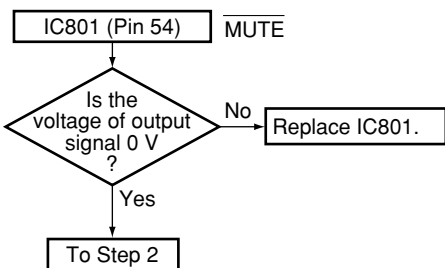 IC801 (Pin 54)
MUTE
Is the
voltage of output
signal 0 V
?
No
Replace IC801.
Yes
To Step 2